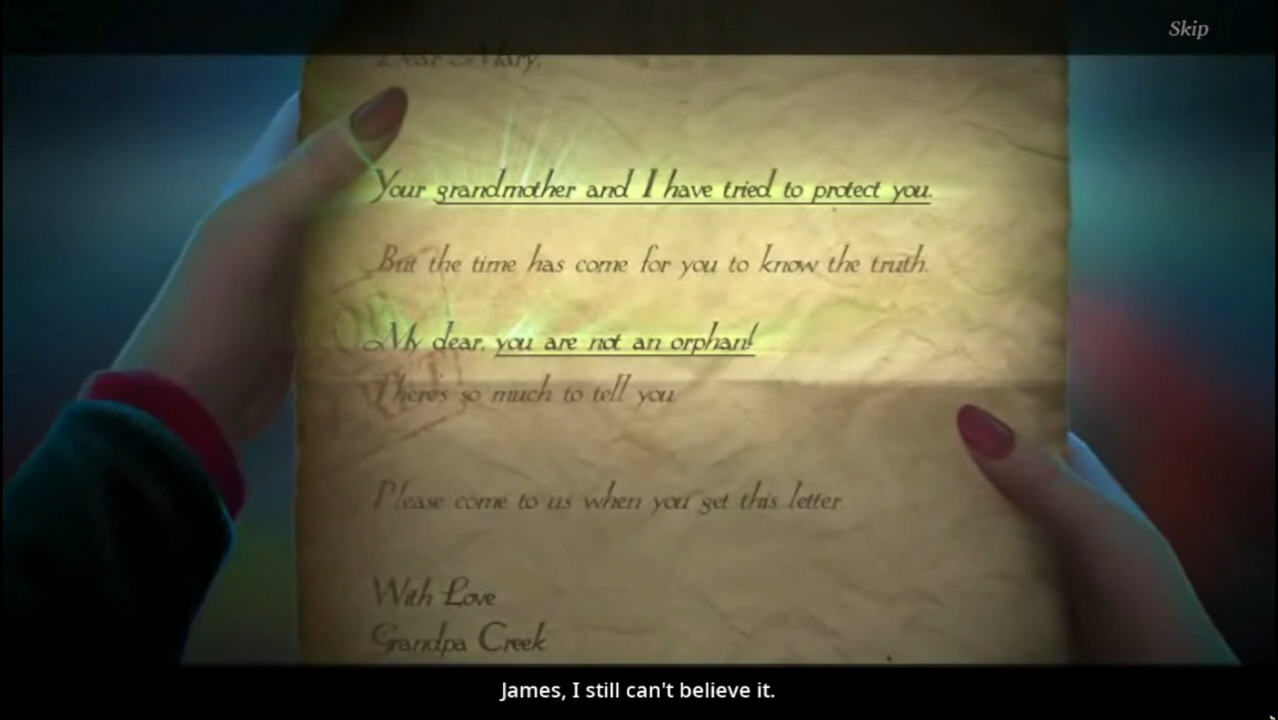 Skip
Dear Mary,
Your grandmother and I have tried to protect you.
But the time has come for you to know the truth.
My dear, you are not an orphan!
There's so much to tell you.
Please come to us when you get this letter.
With Love
Grandpa Creek
James, I still can't believe it.